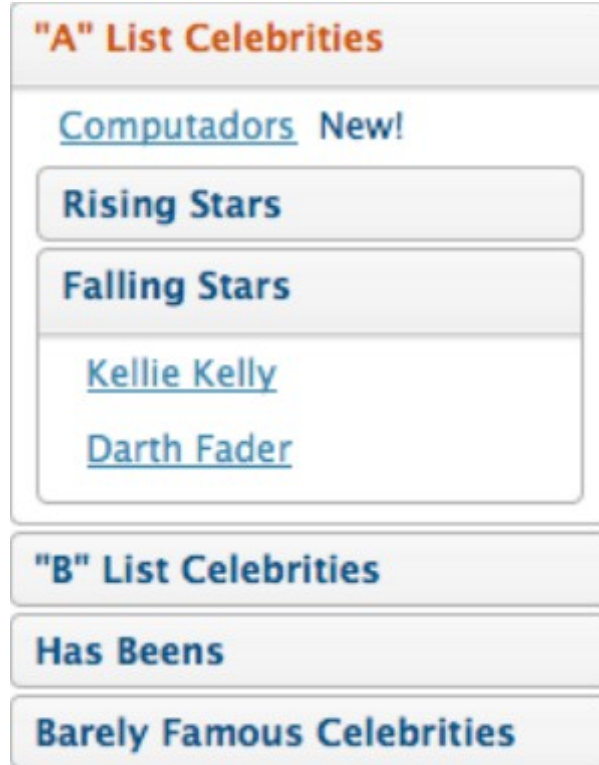 "A" List Celebrities
Computadors New!
Rising Stars
Falling Stars
Kellie Kelly
Darth Fader
"B" List Celebrities
Has Beens
Barely Famous Celebrities